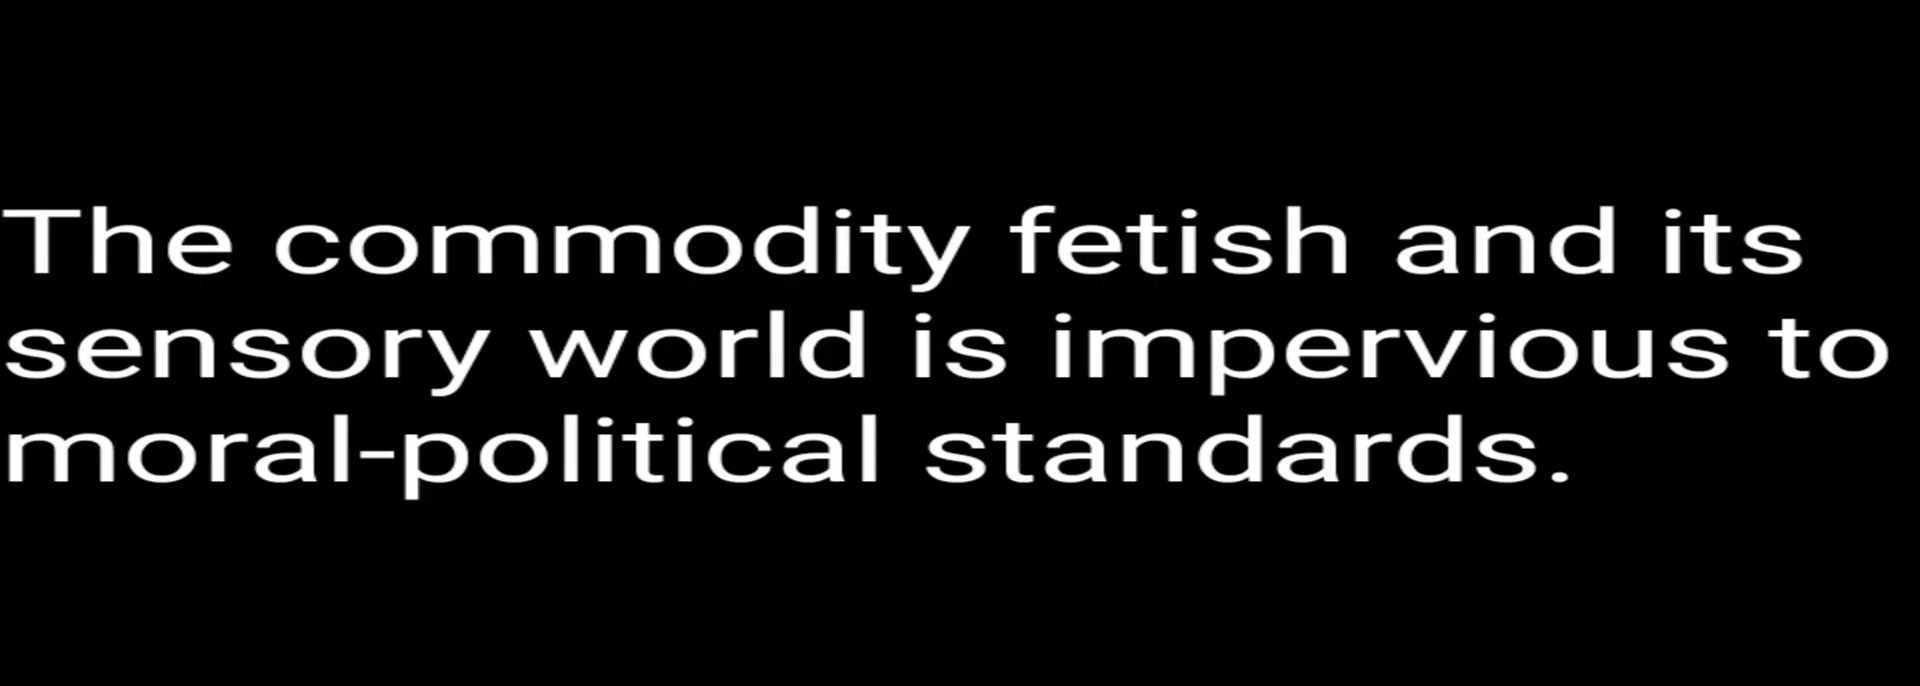 The commodity fetish and its
sensory world is impervious to
moral-political standards.